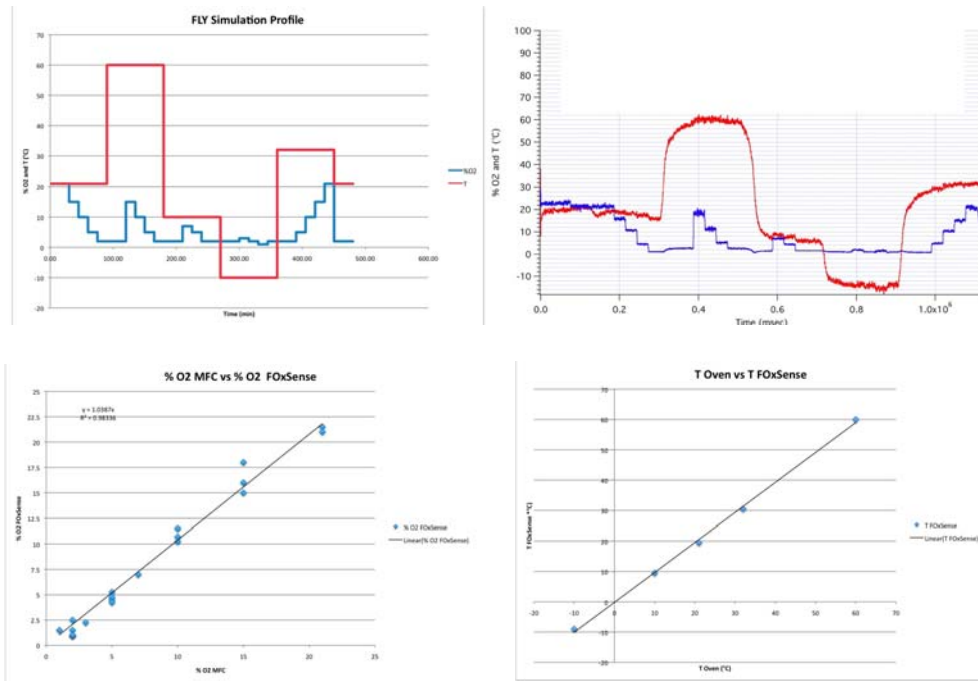 FLY Simulation Profile
70
60
50
40
30
20
10
0
-10
-20
% O2 and T (°C)
0.00 100.00 200.00 300.00 400.00 500.00 600.00
Time (min)
%O2
T
100
90
80
70
60
50
40
30
20
10
0
-10
% O2 and T (°C)
0.0 0.2 0.4 0.6 0.8 1.0x10⁶
Time (msec)
% O2 MFC vs % O2 FOxSense
y = 1.0387x
R² = 0.98336
25
22.5
20
17.5
15
12.5
10
7.5
5
2.5
0
% O2 FOxSense
0 5 10 15 20 25
% O2 MFC
% O2 FOxSense
Linear(% O2 FOxSense)
T Oven vs T FOxSense
70
60
50
40
30
20
10
0
-10
-20
T FOxSense *°C)
-20 -10 0 10 20 30 40 50 60 70
T Oven (°C)
T FOxSense
Linear(T FOxSense)